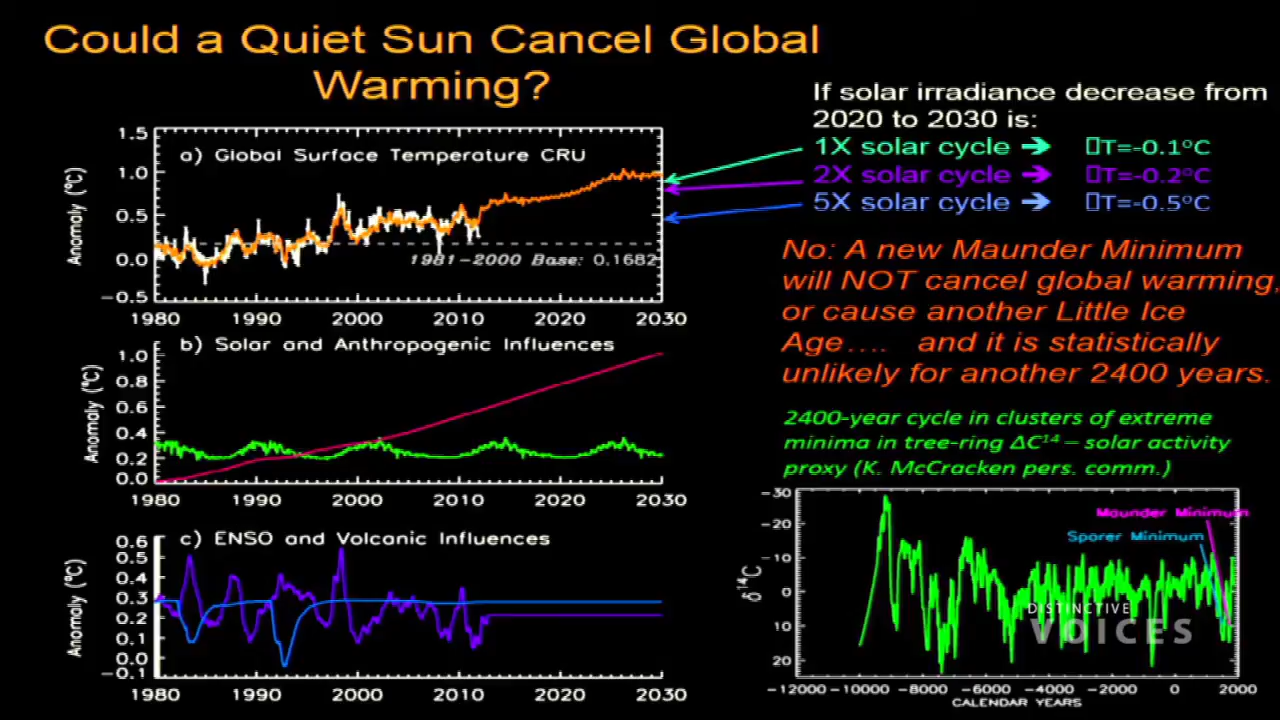 Could a Quiet Sun Cancel Global
Warming?
If solar irradiance decrease from
2020 to 2030 is:
1X solar cycle ➔ ▯T=-0.1°C
2X solar cycle ➔ ▯T=-0.2°C
5X solar cycle ➔ ▯T=-0.5°C
No: A new Maunder Minimum
will NOT cancel global warming,
or cause another Little Ice
Age.... and it is statistically
unlikely for another 2400 years.
2400-year cycle in clusters of extreme
minima in tree-ring ΔC¹⁴ – solar activity
proxy (K. McCracken pers. comm.)
a) Global Surface Temperature CRU
Anomaly (°C)
1.5
1.0
0.5
0.0
-0.5
1981-2000 Base: 0.1682
1980 1990 2000 2010 2020 2030
b) Solar and Anthropogenic Influences
Anomaly (°C)
1.0
0.8
0.6
0.4
0.2
0.0
1980 1990 2000 2010 2020 2030
c) ENSO and Volcanic Influences
Anomaly (°C)
0.6
0.5
0.4
0.3
0.2
0.1
0.0
-0.1
1980 1990 2000 2010 2020 2030
-30
-20
-10
0
10
20
δ¹⁴C
Maunder Minimum
Sporer Minimum
DISTINCTIVE
VOICES
-12000 -10000 -8000 -6000 -4000 -2000 0 2000
CALENDAR YEARS